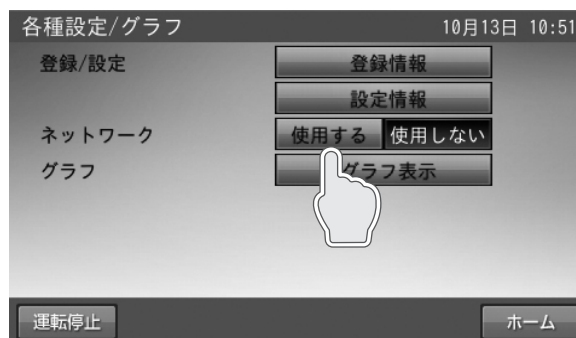 各種設定/グラフ 10月13日 10:51
登録/設定 登録情報
設定情報
ネットワーク 使用する 使用しない
グラフ グラフ表示
運転停止 ホーム